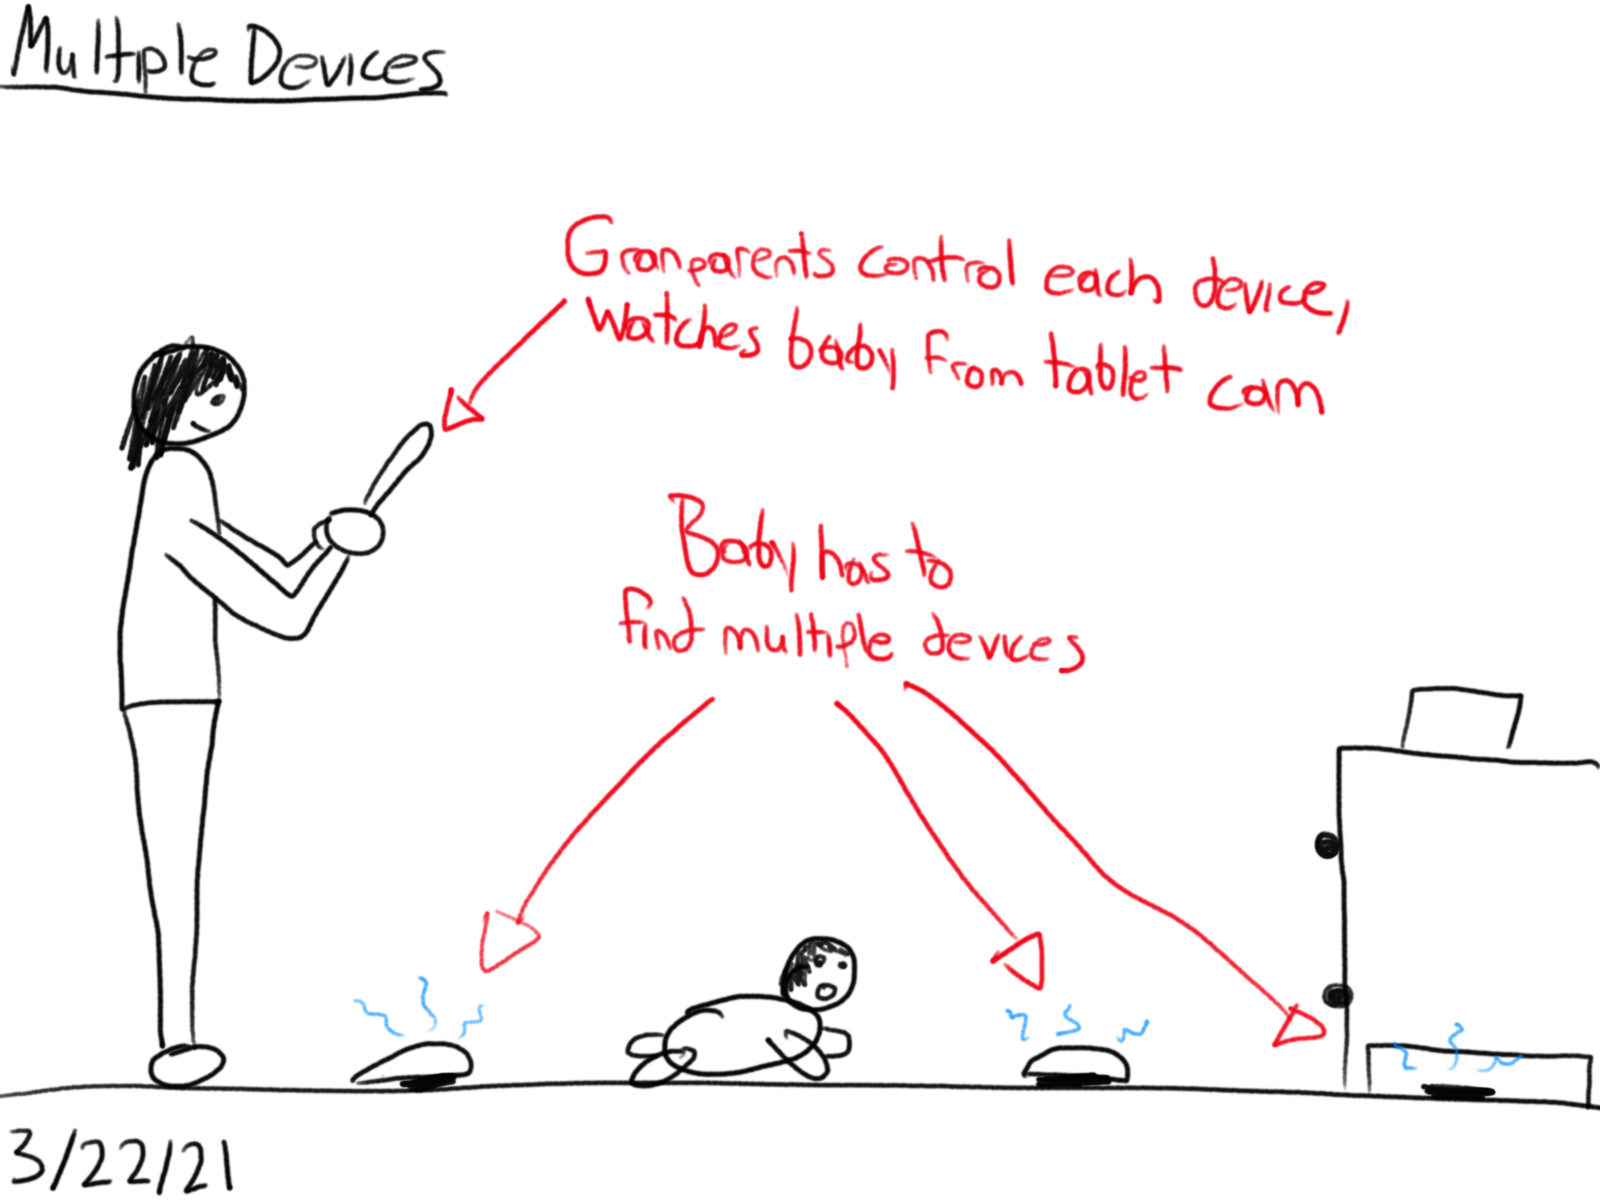 Multiple Devices
Granparents control each device,
Watches baby from tablet cam
Baby has to
find multiple devices
3/22/21